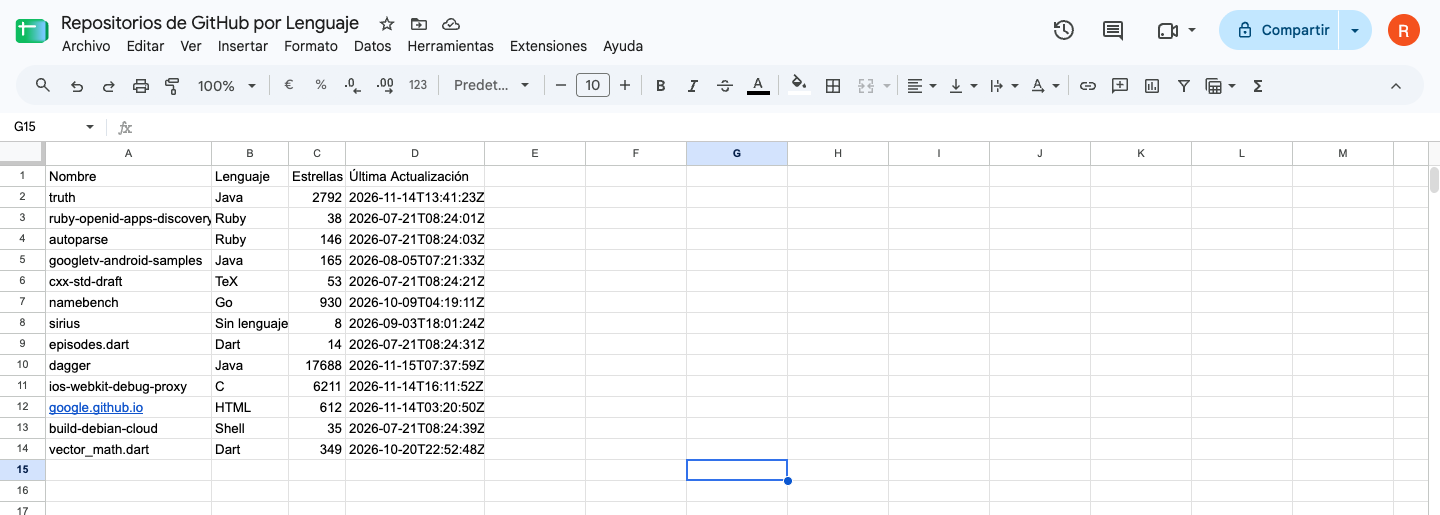 Repositorios de GitHub por Lenguaje
Archivo Editar Ver Insertar Formato Datos Herramientas Extensiones Ayuda
Compartir
R
100% € % .0 .00 123 Predet... 10 B I S A A Σ
G15 fx
A B C D E F G H I J K L M
1 Nombre Lenguaje Estrellas Última Actualización
2 truth Java 2792 2026-11-14T13:41:23Z
3 ruby-openid-apps-discovery Ruby 38 2026-07-21T08:24:01Z
4 autoparse Ruby 146 2026-07-21T08:24:03Z
5 googletv-android-samples Java 165 2026-08-05T07:21:33Z
6 cxx-std-draft TeX 53 2026-07-21T08:24:21Z
7 namebench Go 930 2026-10-09T04:19:11Z
8 sirius Sin lenguaje 8 2026-09-03T18:01:24Z
9 episodes.dart Dart 14 2026-07-21T08:24:31Z
10 dagger Java 17688 2026-11-15T07:37:59Z
11 ios-webkit-debug-proxy C 6211 2026-11-14T16:11:52Z
12 google.github.io HTML 612 2026-11-14T03:20:50Z
13 build-debian-cloud Shell 35 2026-07-21T08:24:39Z
14 vector_math.dart Dart 349 2026-10-20T22:52:48Z
15
16
17